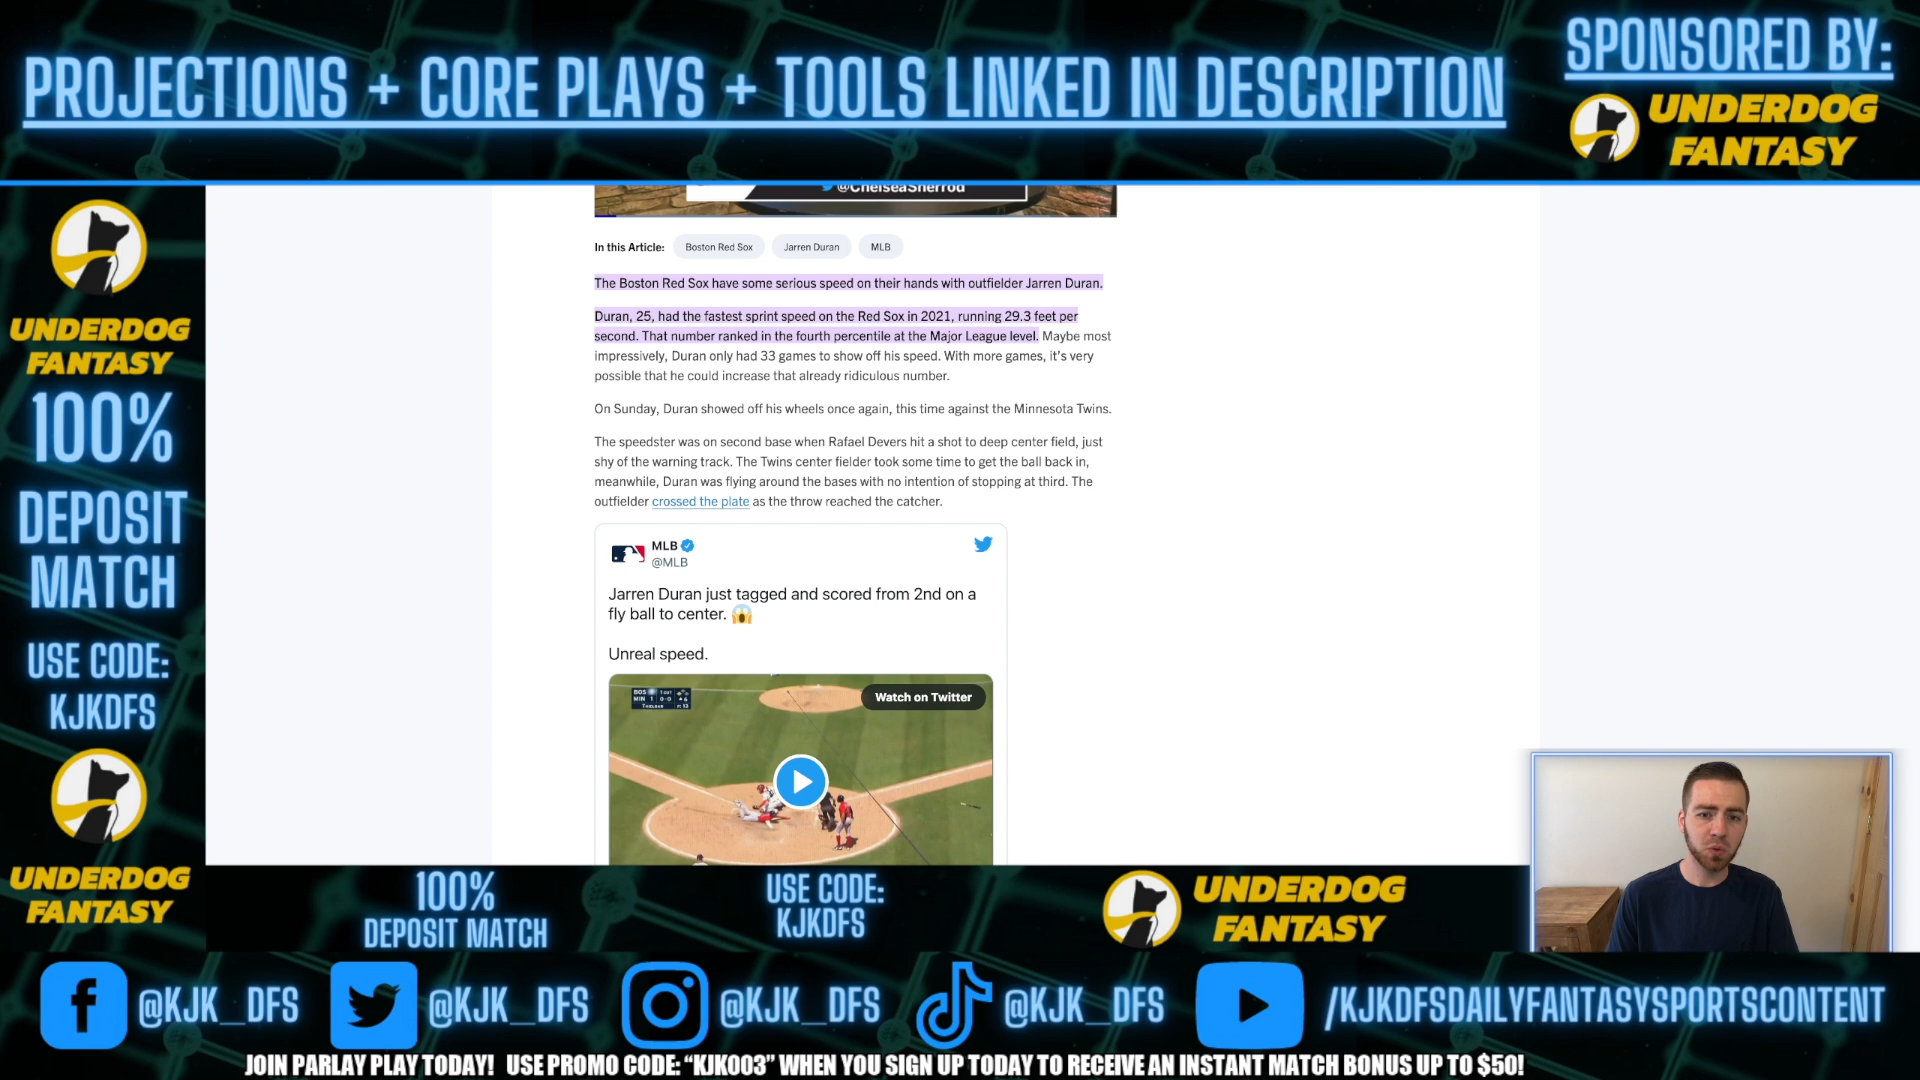 PROJECTIONS + CORE PLAYS + TOOLS LINKED IN DESCRIPTION
SPONSORED BY:
UNDERDOG
FANTASY
@ChelseaSherrod
In this Article:
Boston Red Sox
Jarren Duran
MLB
The Boston Red Sox have some serious speed on their hands with outfielder Jarren Duran.
Duran, 25, had the fastest sprint speed on the Red Sox in 2021, running 29.3 feet per
second. That number ranked in the fourth percentile at the Major League level. Maybe most
impressively, Duran only had 33 games to show off his speed. With more games, it's very
possible that he could increase that already ridiculous number.
On Sunday, Duran showed off his wheels once again, this time against the Minnesota Twins.
The speedster was on second base when Rafael Devers hit a shot to deep center field, just
shy of the warning track. The Twins center fielder took some time to get the ball back in,
meanwhile, Duran was flying around the bases with no intention of stopping at third. The
outfielder crossed the plate as the throw reached the catcher.
MLB
@MLB
Jarren Duran just tagged and scored from 2nd on a
fly ball to center. 😱
Unreal speed.
BOS
MIN 1 0-0
Watch on Twitter
UNDERDOG
FANTASY
100%
DEPOSIT
MATCH
USE CODE:
KJKDFS
UNDERDOG
FANTASY
100%
DEPOSIT MATCH
USE CODE:
KJKDFS
UNDERDOG
FANTASY
@KJK_DFS
@KJK_DFS
@KJK_DFS
@KJK_DFS
/KJKDFSDAILYFANTASYSPORTSCONTENT
JOIN PARLAY PLAY TODAY! USE PROMO CODE: "KJK003" WHEN YOU SIGN UP TODAY TO RECEIVE AN INSTANT MATCH BONUS UP TO $50!